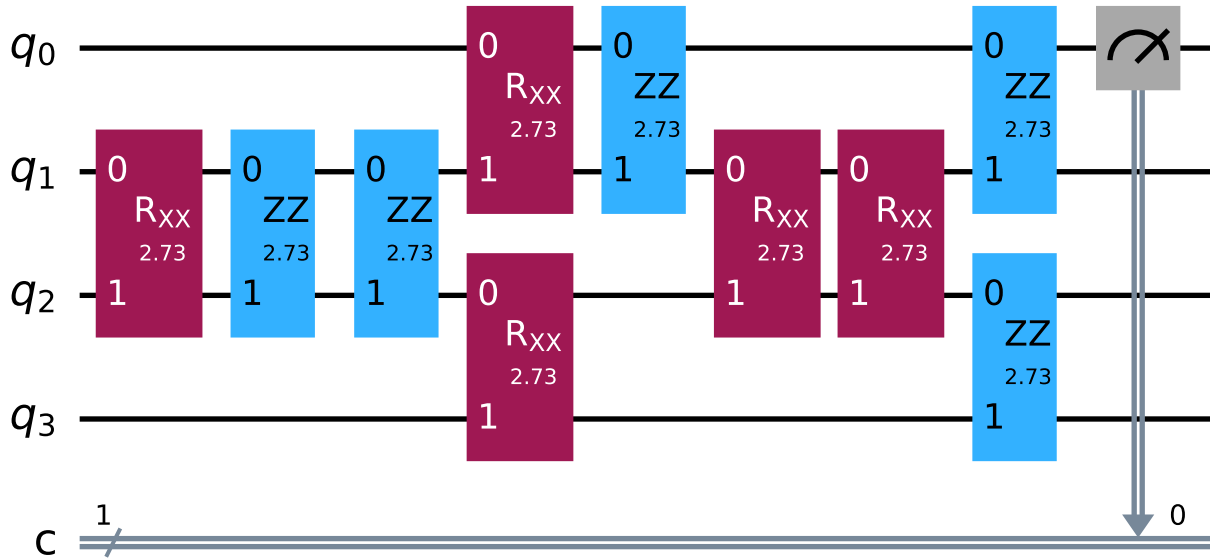 q0 0 0 0
RXX ZZ ZZ
2.73 2.73 2.73
q1 0 0 0 1 1 0 0 1
RXX ZZ ZZ RXX RXX
2.73 2.73 2.73 2.73 2.73
q2 1 1 1 0 1 1 0
RXX ZZ
2.73 2.73
q3 1 1
1 0
c